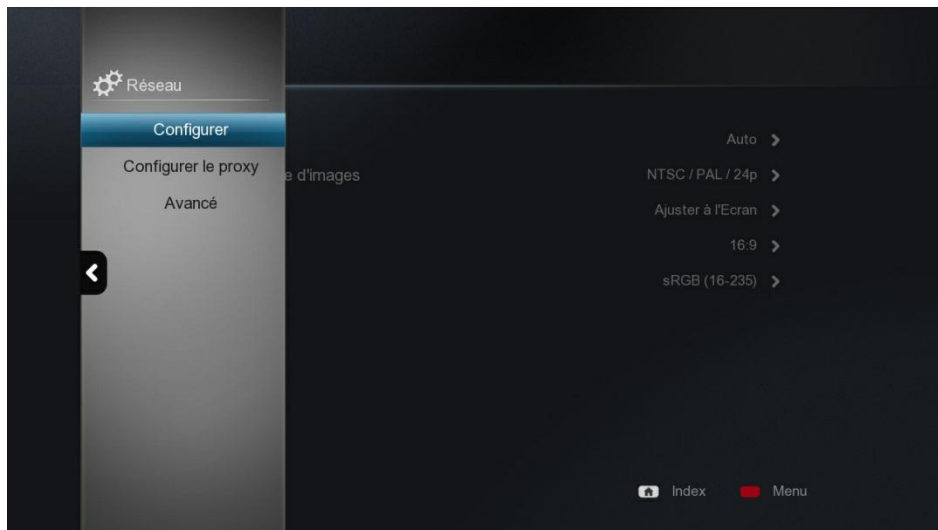 Réseau
Configurer
Configurer le proxy
Avancé
Auto
e d'images
NTSC / PAL / 24p
Ajuster à l'Ecran
16:9
sRGB (16-235)
Index
Menu